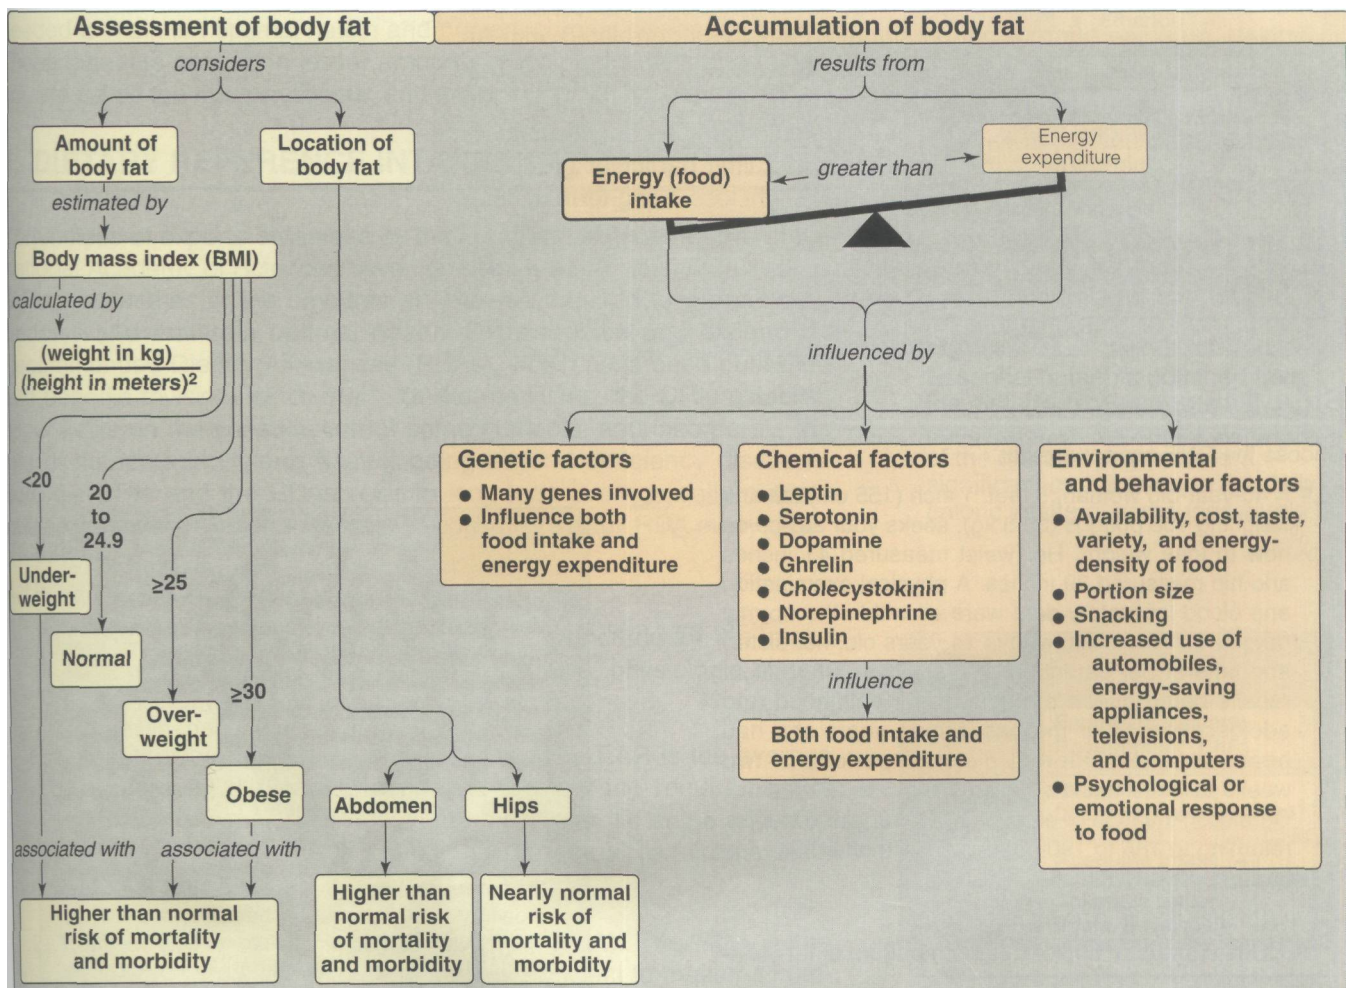 Assessment of body fat
considers
Amount of
body fat
Location of
body fat
estimated by
Body mass index (BMI)
calculated by
(weight in kg)
(height in meters)²
<20
20
to
24.9
≥25
≥30
Under-
weight
Normal
Over-
weight
Obese
Abdomen
Hips
associated with
associated with
Higher than normal
risk of mortality
and morbidity
Higher than
normal risk
of mortality
and morbidity
Nearly normal
risk of
mortality and
morbidity
Accumulation of body fat
results from
Energy (food)
intake
greater than
Energy
expenditure
influenced by
Genetic factors
● Many genes involved
● Influence both
food intake and
energy expenditure
Chemical factors
● Leptin
● Serotonin
● Dopamine
● Ghrelin
● Cholecystokinin
● Norepinephrine
● Insulin
influence
Both food intake and
energy expenditure
Environmental
and behavior factors
● Availability, cost, taste,
variety, and energy-
density of food
● Portion size
● Snacking
● Increased use of
automobiles,
energy-saving
appliances,
televisions,
and computers
● Psychological or
emotional response
to food